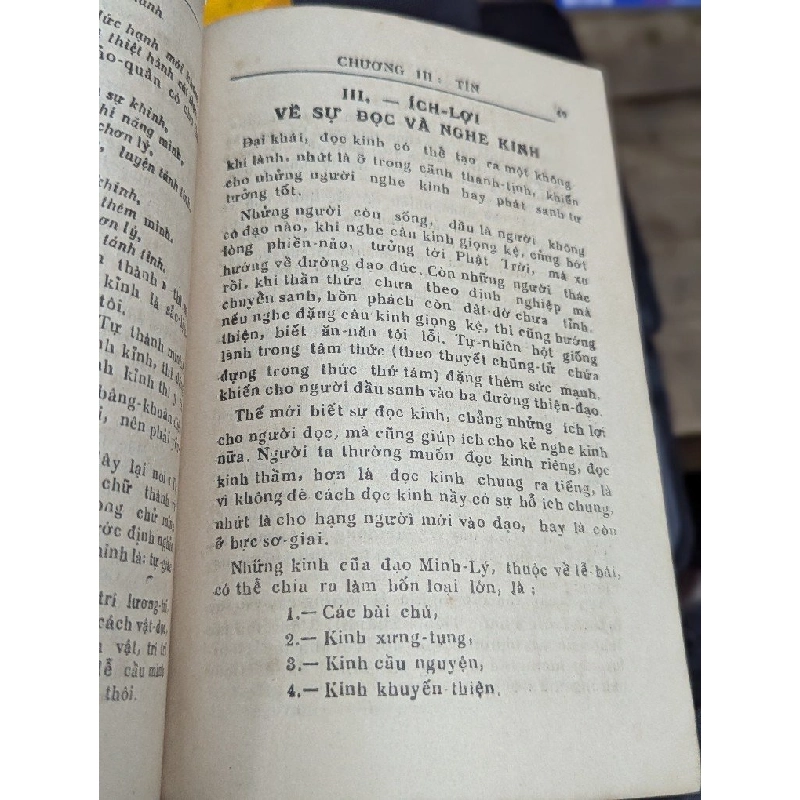 CHƯƠNG III : TÍN
III. — ÍCH-LỢI
VỀ SỰ ĐỌC VÀ NGHE KINH
Đại khái, đọc kinh có thể tạo ra một không
khí lành, nhứt là ở trong cảnh thanh-tịnh, khiến
cho những người nghe kinh hay phát sanh tư
tưởng tốt.
Những người còn sống, dầu là người không
có đạo nào, khi nghe câu kinh giọng kệ, cũng bớt
lòng phiền-não, tưởng tới Phật Trời, mà xu
hướng về đường đạo đức. Còn những người thác
rồi, khi thần thức chưa theo định nghiệp mà
chuyển sanh, hồn phách còn dật-dờ chưa tỉnh,
nếu nghe đặng câu kinh giọng kệ, thì cũng hướng
thiện, biết ăn-năn tội lỗi. Tự-nhiên hột giống
lành trong tâm thức (theo thuyết chủng-tử chứa
đựng trong thức thứ tám) đặng thêm sức mạnh,
khiến cho người đầu sanh vào ba đường thiện-đạo.
Thế mới biết sự đọc kinh, chẳng những ích lợi
cho người đọc, mà cũng giúp ích cho kẻ nghe kinh
nữa. Người ta thường muốn đọc kinh riêng, đọc
kinh thầm, hơn là đọc kinh chung ra tiếng, là
vì không dè cách đọc kinh nầy có sự hỗ ích chung,
nhứt là cho hạng người mới vào đạo, hay là còn
ở bực sơ-giai.
Những kinh của đạo Minh-Lý, thuộc về lễ-bái,
có thể chia ra làm bốn loại lớn, là :
1.— Các bài chú,
2.— Kinh xưng-tụng,
3.— Kinh cầu nguyện,
4.— Kinh khuyến-thiện.